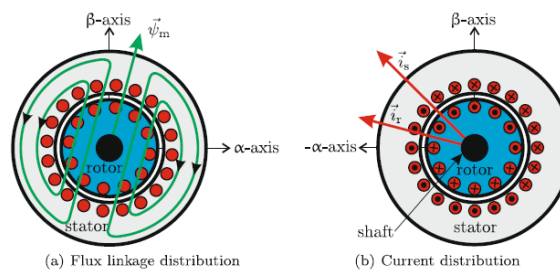 β-axis
ψ⃗m
α-axis
rotor
stator
(a) Flux linkage distribution
β-axis
i⃗s
i⃗r
-α-axis
rotor
shaft
stator
(b) Current distribution